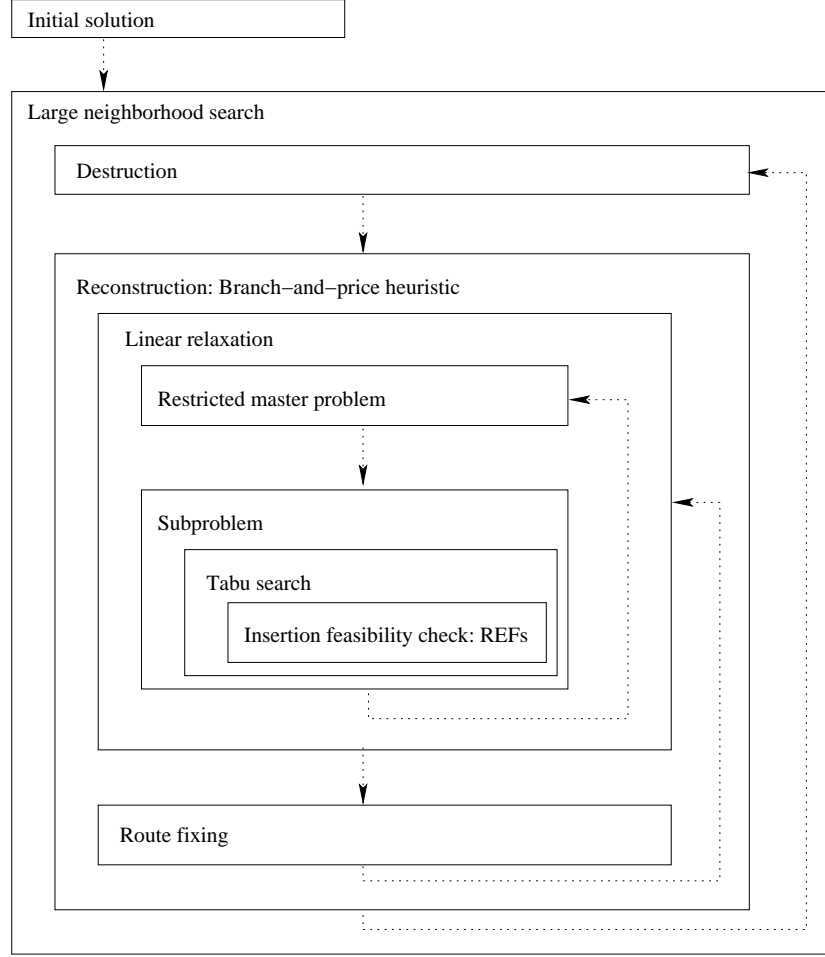 Initial solution
Large neighborhood search
Destruction
Reconstruction: Branch−and−price heuristic
Linear relaxation
Restricted master problem
Subproblem
Tabu search
Insertion feasibility check: REFs
Route fixing